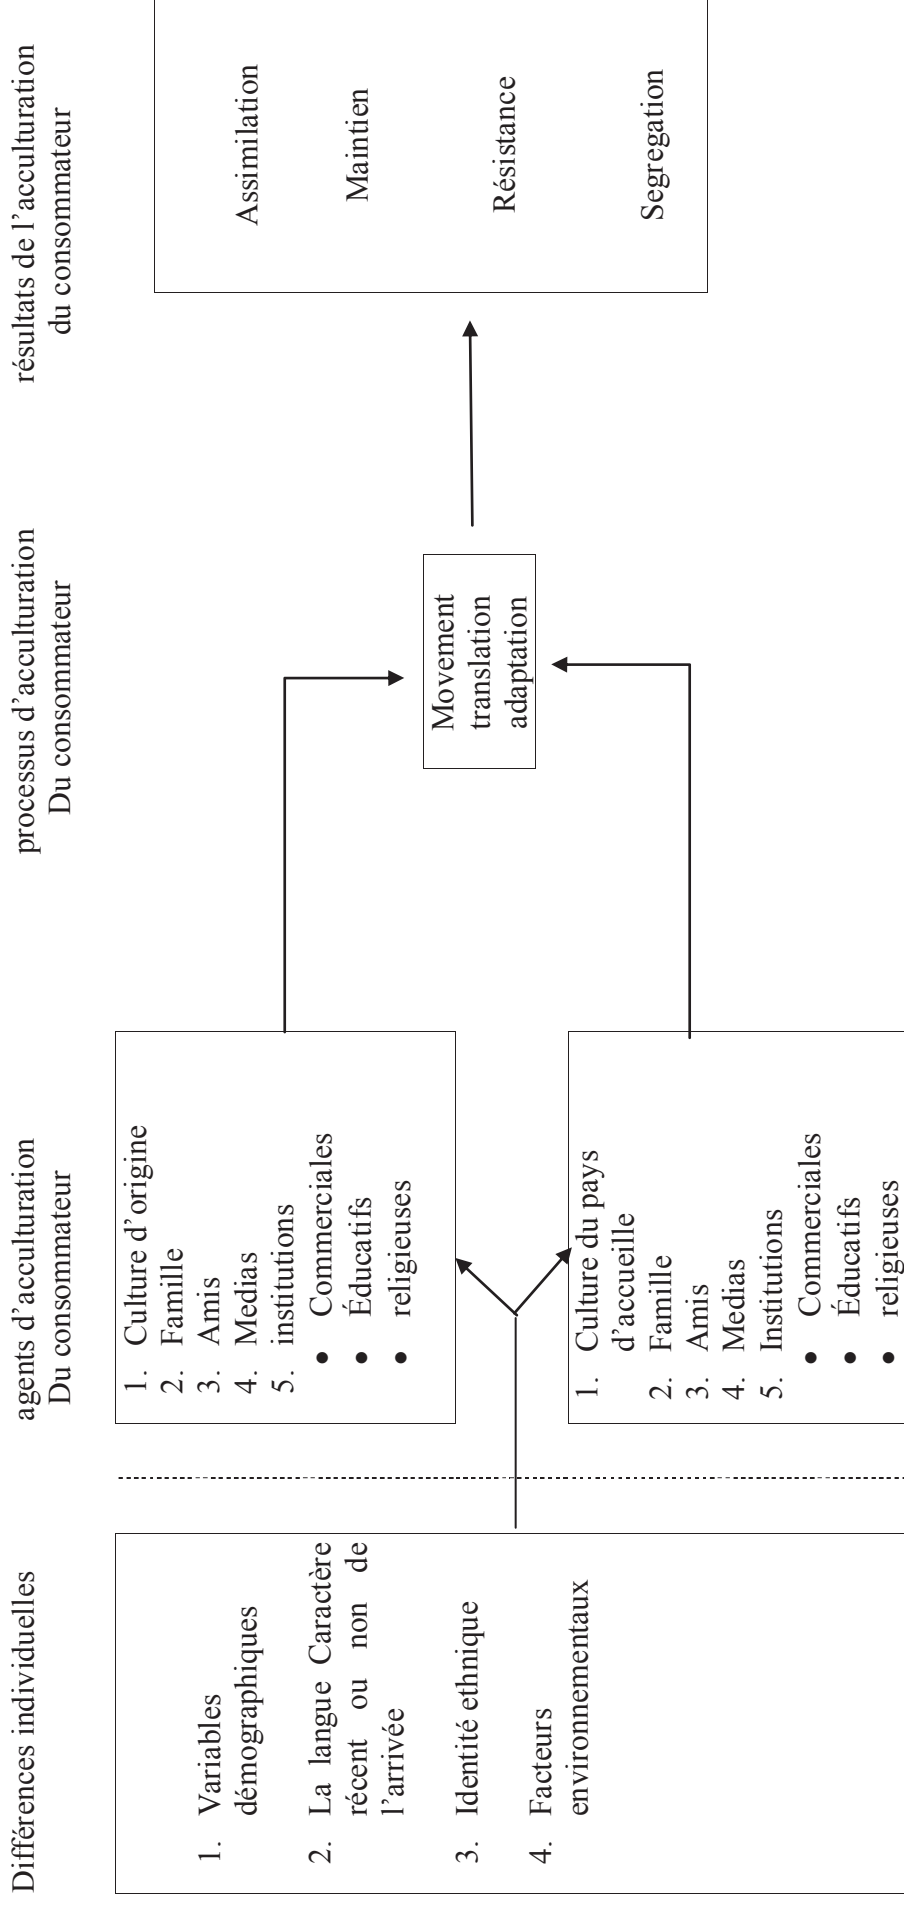 Différences individuelles
1. Variables
démographiques
2. La langue Caractère
récent ou non de
l’arrivée
3. Identité ethnique
4. Facteurs
environnementaux
agents d’acculturation
Du consommateur
1. Culture d’origine
2. Famille
3. Amis
4. Medias
5. institutions
• Commerciales
• Éducatifs
• religieuses
1. Culture du pays
d’accueille
2. Famille
3. Amis
4. Medias
5. Institutions
• Commerciales
• Éducatifs
• religieuses
processus d’acculturation
Du consommateur
Movement
translation
adaptation
résultats de l’acculturation
du consommateur
Assimilation
Maintien
Résistance
Segregation